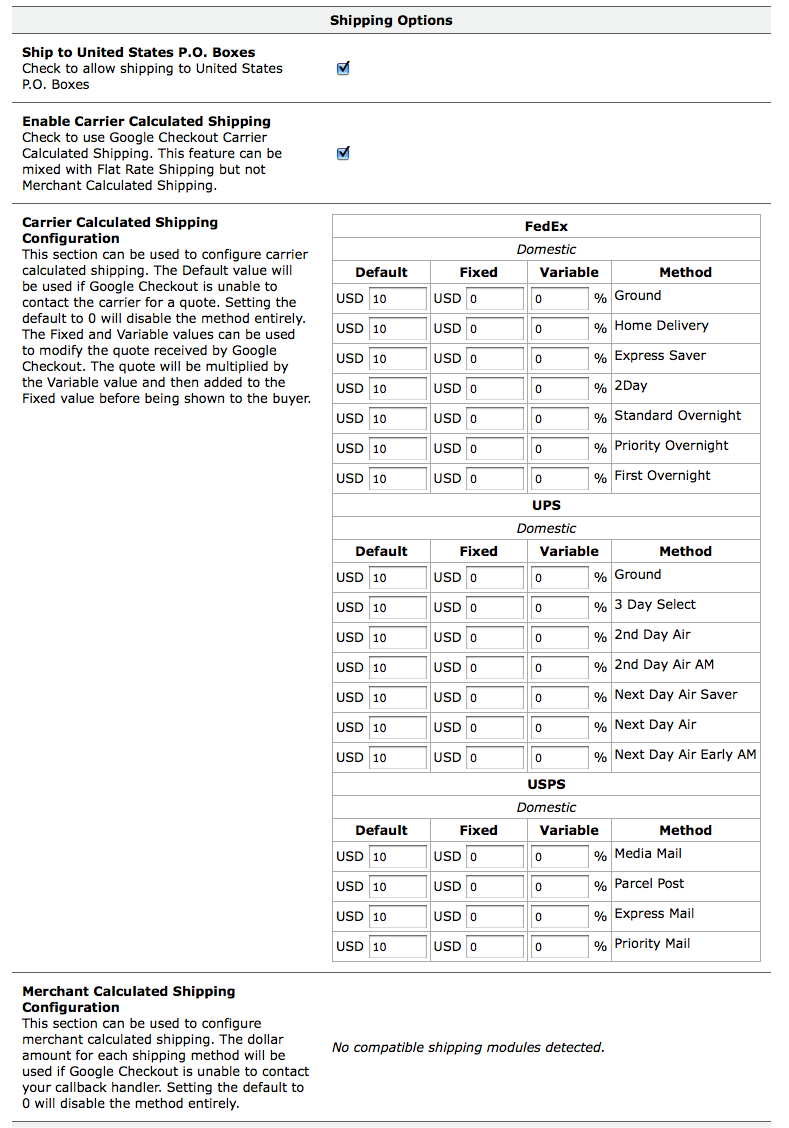 Shipping Options
Ship to United States P.O. Boxes
Check to allow shipping to United States
P.O. Boxes
Enable Carrier Calculated Shipping
Check to use Google Checkout Carrier
Calculated Shipping. This feature can be
mixed with Flat Rate Shipping but not
Merchant Calculated Shipping.
Carrier Calculated Shipping
Configuration
This section can be used to configure carrier
calculated shipping. The Default value will
be used if Google Checkout is unable to
contact the carrier for a quote. Setting the
default to 0 will disable the method entirely.
The Fixed and Variable values can be used
to modify the quote received by Google
Checkout. The quote will be multiplied by
the Variable value and then added to the
Fixed value before being shown to the buyer.
FedEx
Domestic
Default Fixed Variable Method
USD 10 USD 0 0 % Ground
USD 10 USD 0 0 % Home Delivery
USD 10 USD 0 0 % Express Saver
USD 10 USD 0 0 % 2Day
USD 10 USD 0 0 % Standard Overnight
USD 10 USD 0 0 % Priority Overnight
USD 10 USD 0 0 % First Overnight
UPS
Domestic
Default Fixed Variable Method
USD 10 USD 0 0 % Ground
USD 10 USD 0 0 % 3 Day Select
USD 10 USD 0 0 % 2nd Day Air
USD 10 USD 0 0 % 2nd Day Air AM
USD 10 USD 0 0 % Next Day Air Saver
USD 10 USD 0 0 % Next Day Air
USD 10 USD 0 0 % Next Day Air Early AM
USPS
Domestic
Default Fixed Variable Method
USD 10 USD 0 0 % Media Mail
USD 10 USD 0 0 % Parcel Post
USD 10 USD 0 0 % Express Mail
USD 10 USD 0 0 % Priority Mail
Merchant Calculated Shipping
Configuration
This section can be used to configure
merchant calculated shipping. The dollar
amount for each shipping method will be
used if Google Checkout is unable to contact
your callback handler. Setting the default to
0 will disable the method entirely.
No compatible shipping modules detected.